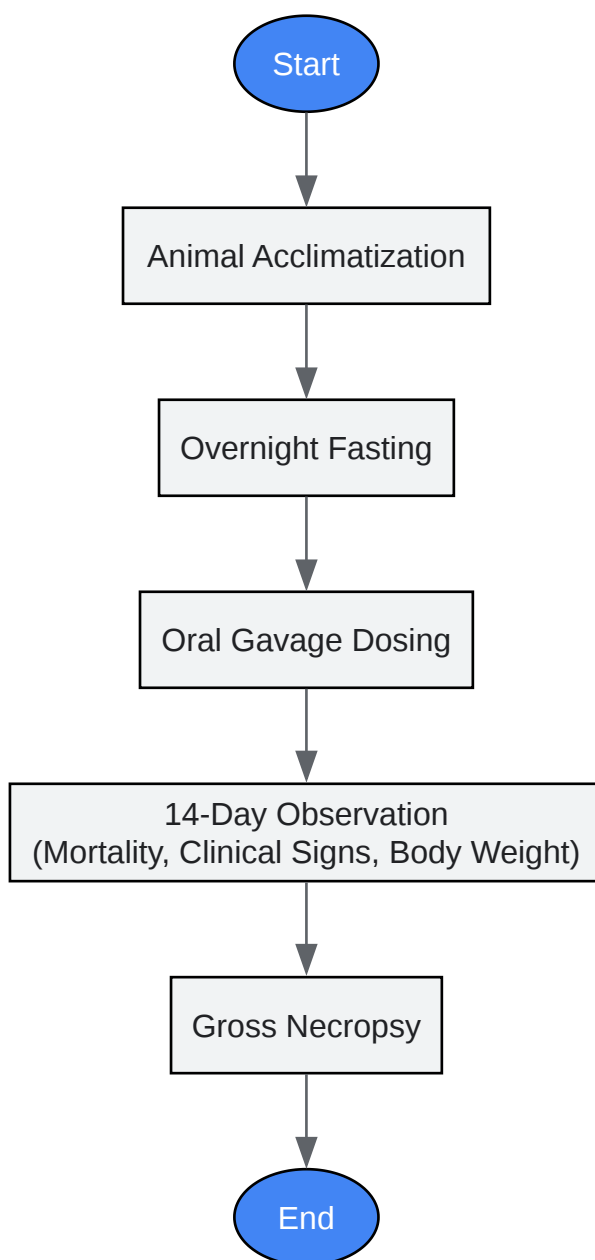 Start
Animal Acclimatization
Overnight Fasting
Oral Gavage Dosing
14-Day Observation
(Mortality, Clinical Signs, Body Weight)
Gross Necropsy
End